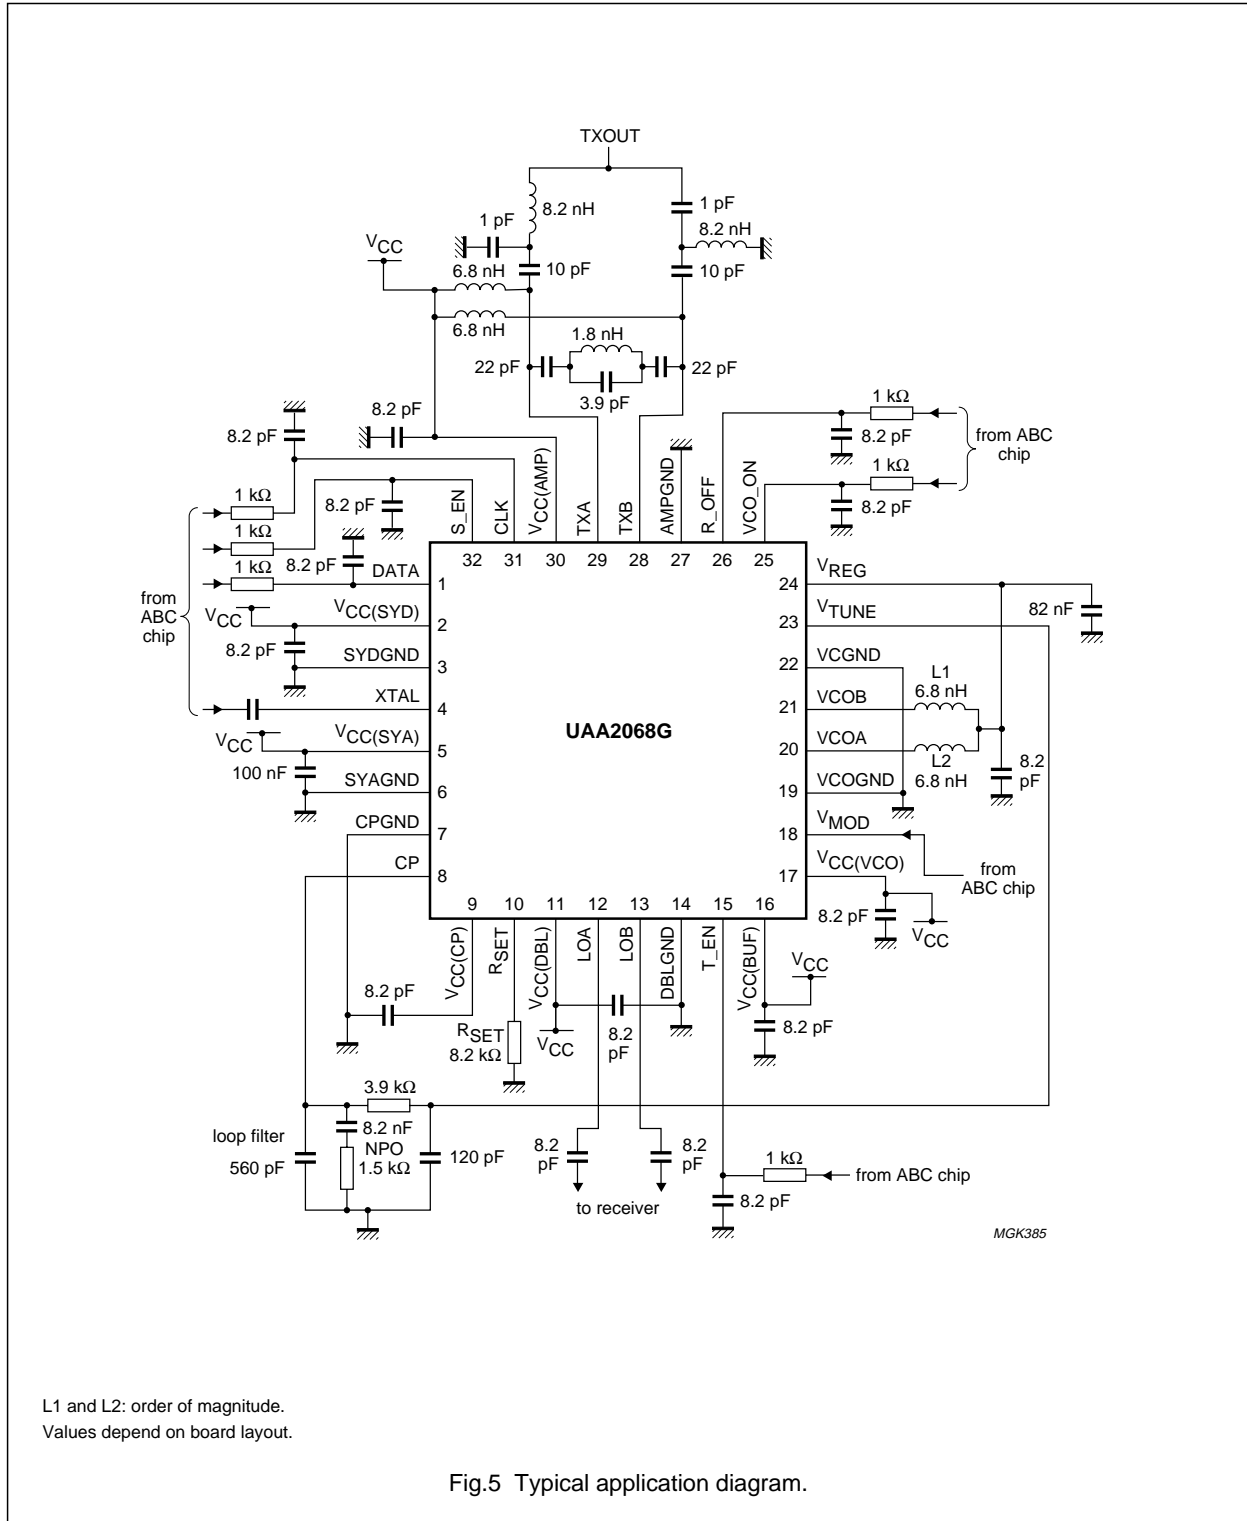 TXOUT
8.2 nH
1 pF
1 pF
8.2 nH
VCC
10 pF
10 pF
6.8 nH
6.8 nH
1.8 nH
22 pF
22 pF
3.9 pF
8.2 pF
8.2 pF
1 kΩ
8.2 pF
from ABC
chip
1 kΩ
8.2 pF
1 kΩ
1 kΩ
1 kΩ
8.2 pF
8.2 pF
from
ABC
chip
S_EN
CLK
VCC(AMP)
TXA
TXB
AMPGND
R_OFF
VCO_ON
32
31
30
29
28
27
26
25
DATA
1
VCC
VCC(SYD)
2
8.2 pF
SYDGND
3
XTAL
4
VCC
VCC(SYA)
5
100 nF
SYAGND
6
CPGND
7
CP
8
UAA2068G
24
VREG
82 nF
23
VTUNE
22
VCGND
L1
6.8 nH
21
VCOB
20
VCOA
L2
6.8 nH
8.2
pF
19
VCOGND
18
VMOD
from
ABC chip
17
VCC(VCO)
8.2 pF
VCC
9
10
11
12
13
14
15
16
VCC(CP)
RSET
VCC(DBL)
LOA
LOB
DBLGND
T_EN
VCC(BUF)
8.2 pF
RSET
8.2 kΩ
VCC
8.2
pF
VCC
8.2 pF
3.9 kΩ
8.2 nF
loop filter
560 pF
NPO
1.5 kΩ
120 pF
8.2
pF
8.2
pF
to receiver
1 kΩ
from ABC chip
8.2 pF
MGK385
L1 and L2: order of magnitude.
Values depend on board layout.
Fig.5 Typical application diagram.